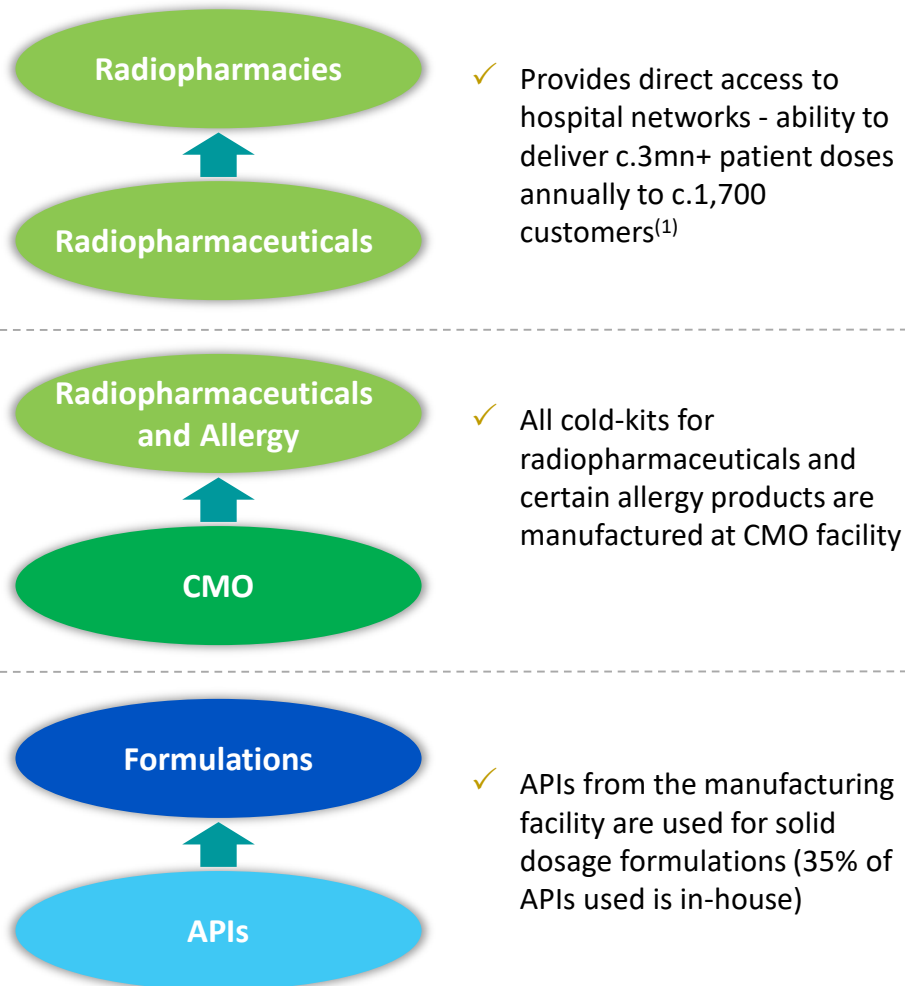 Radiopharmacies
Radiopharmaceuticals
✓ Provides direct access to
hospital networks - ability to
deliver c.3mn+ patient doses
annually to c.1,700
customers(1)
Radiopharmaceuticals
and Allergy
CMO
✓ All cold-kits for
radiopharmaceuticals and
certain allergy products are
manufactured at CMO facility
Formulations
APIs
✓ APIs from the manufacturing
facility are used for solid
dosage formulations (35% of
APIs used is in-house)